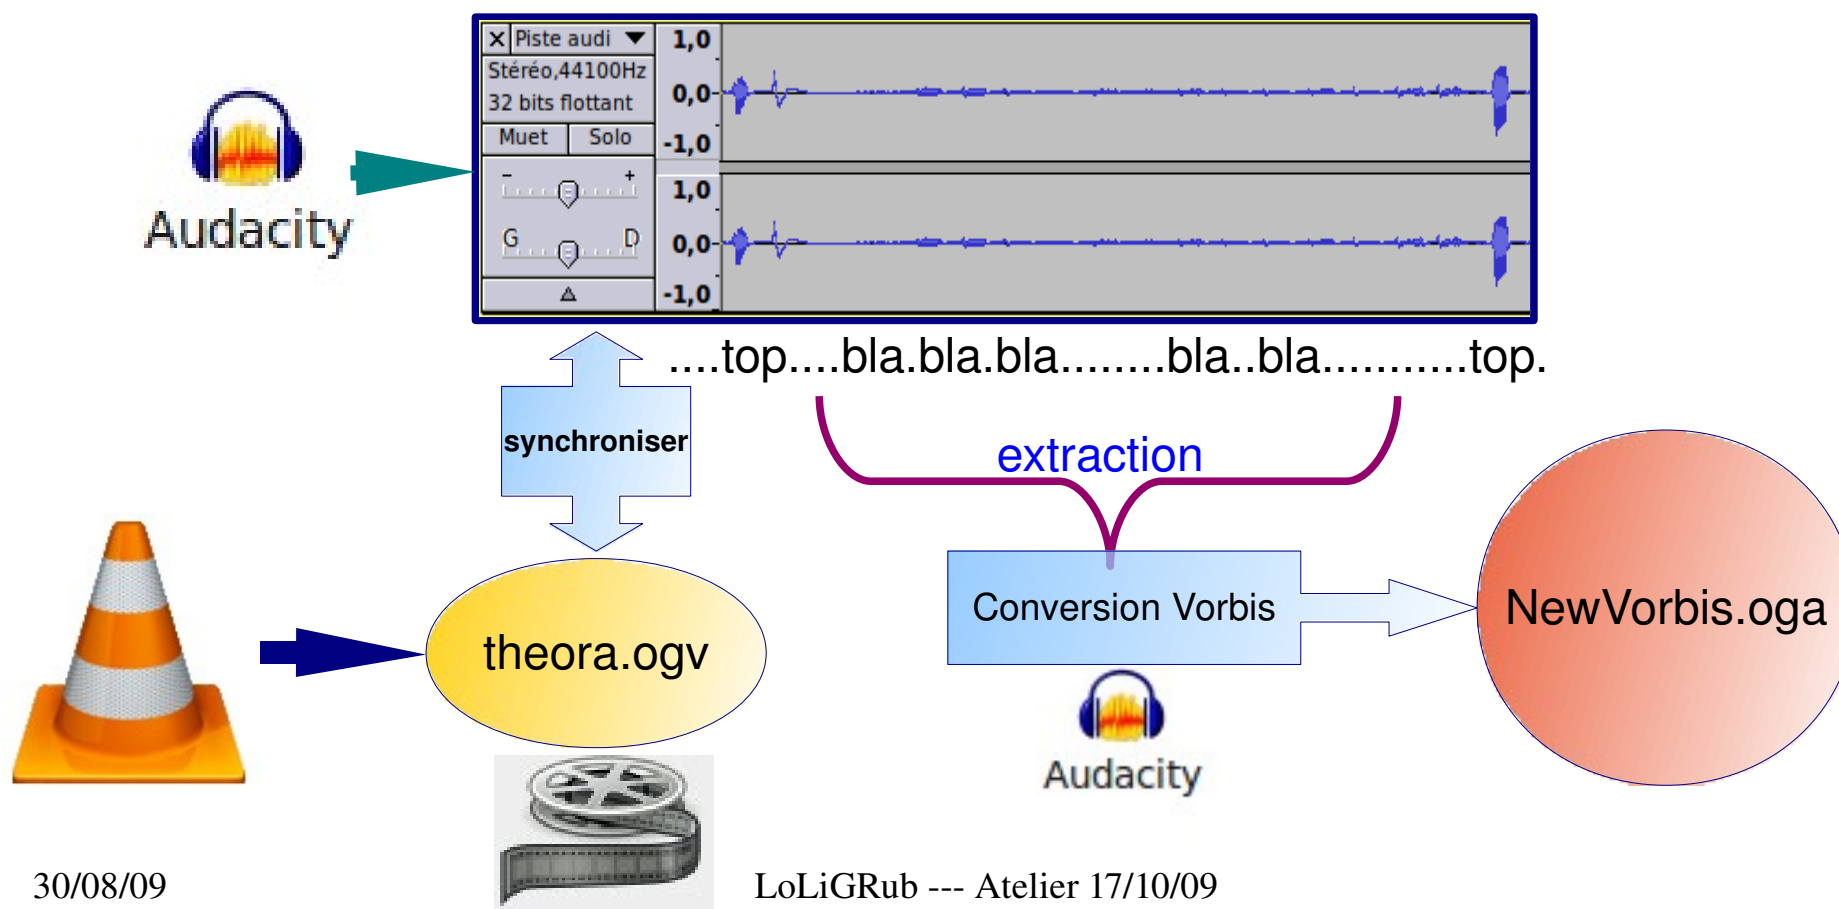 X Piste audi
Stéréo,44100Hz
32 bits flottant
Muet Solo
- +
G D
1,0
0,0-
-1,0
1,0
0,0-
-1,0
Audacity
....top....bla.bla.bla........bla..bla...........top.
synchroniser
extraction
theora.ogv
Conversion Vorbis
NewVorbis.oga
Audacity
30/08/09
LoLiGRub --- Atelier 17/10/09